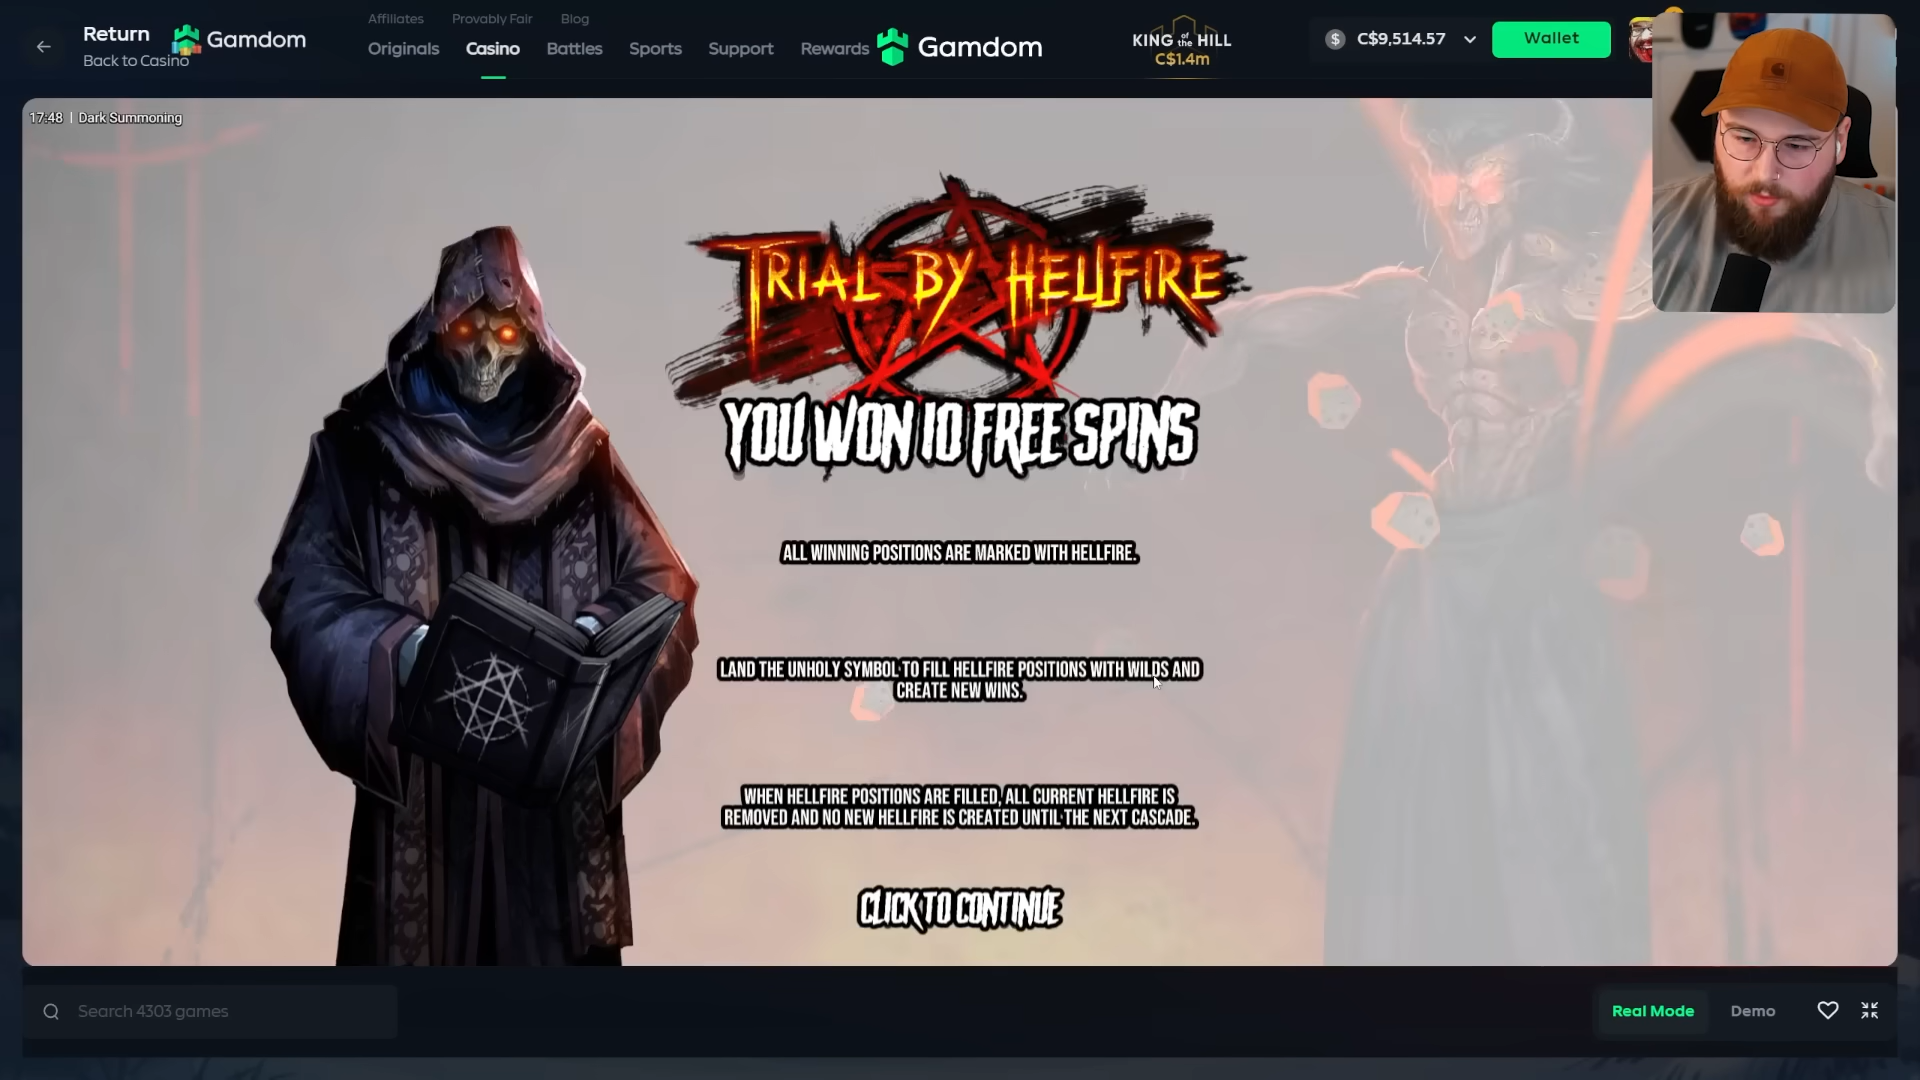 Return
Back to Casino
Gamdom
Affiliates
Provably Fair
Blog
Originals
Casino
Battles
Sports
Support
Rewards
Gamdom
KING of the HILL
C$1.4m
$ C$9,514.57
Wallet
17:48 | Dark Summoning
TRIAL BY HELLFIRE
YOU WON 10 FREE SPINS
ALL WINNING POSITIONS ARE MARKED WITH HELLFIRE.
LAND THE UNHOLY SYMBOL TO FILL HELLFIRE POSITIONS WITH WILDS AND
CREATE NEW WINS.
WHEN HELLFIRE POSITIONS ARE FILLED, ALL CURRENT HELLFIRE IS
REMOVED AND NO NEW HELLFIRE IS CREATED UNTIL THE NEXT CASCADE.
CLICK TO CONTINUE
Search 4303 games
Real Mode
Demo